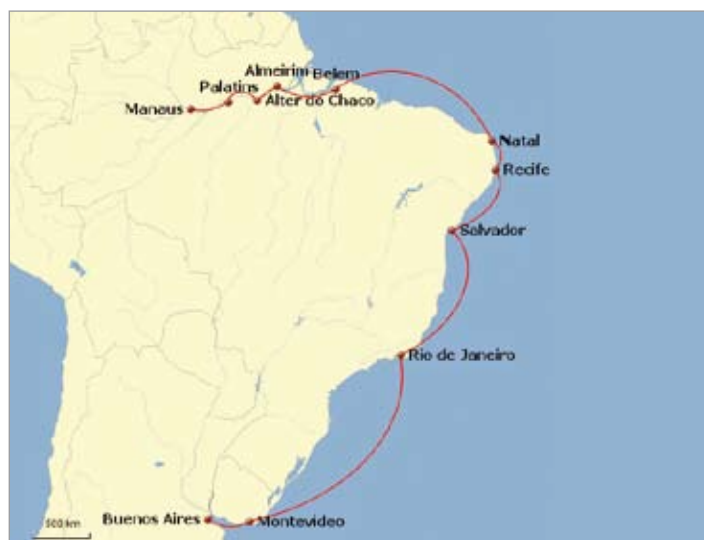 Almeirim
Belem
Palatins
Manaus
Alter do Chaco
Natal
Recife
Salvador
Rio de Janeiro
Buenos Aires
Montevideo
500 km